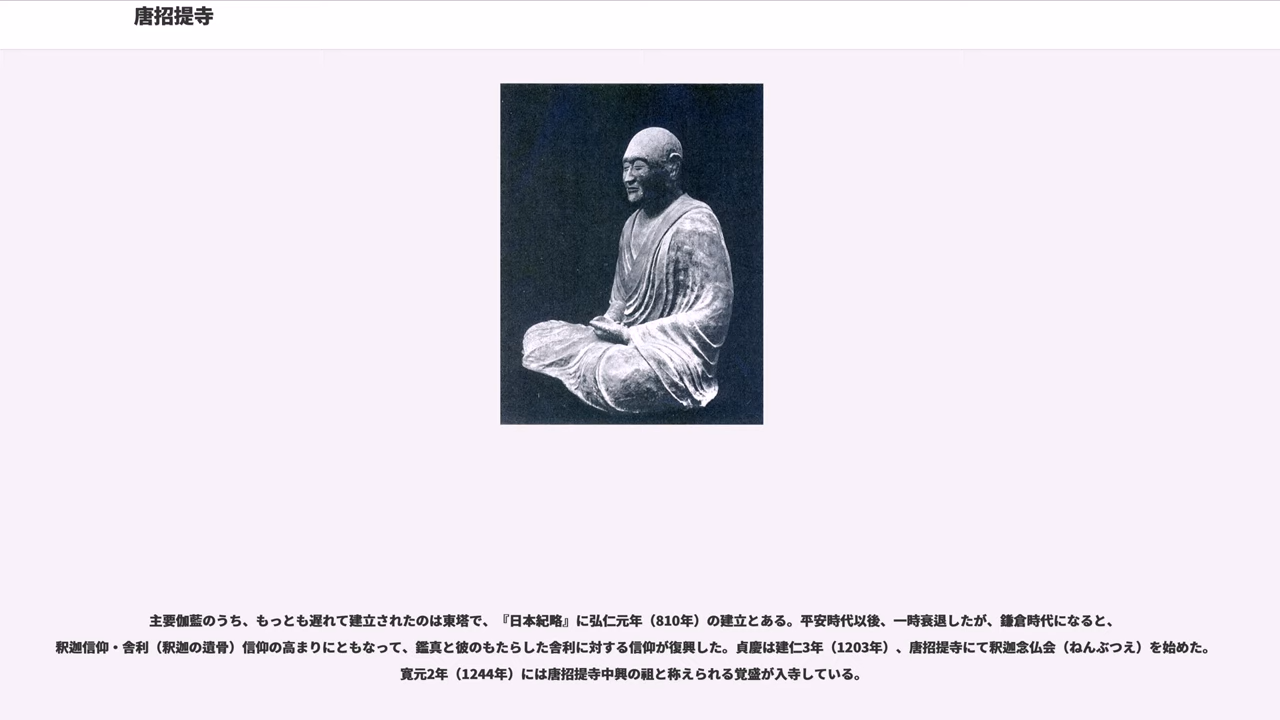 唐招提寺
主要伽藍のうち、もっとも遅れて建立されたのは東塔で、『日本紀略』に弘仁元年（810年）の建立とある。平安時代以後、一時衰退したが、鎌倉時代になると、
釈迦信仰・舎利（釈迦の遺骨）信仰の高まりにともなって、鑑真と彼のもたらした舎利に対する信仰が復興した。貞慶は建仁3年（1203年）、唐招提寺にて釈迦念仏会（ねんぶつえ）を始めた。
寛元2年（1244年）には唐招提寺中興の祖と称えられる覚盛が入寺している。